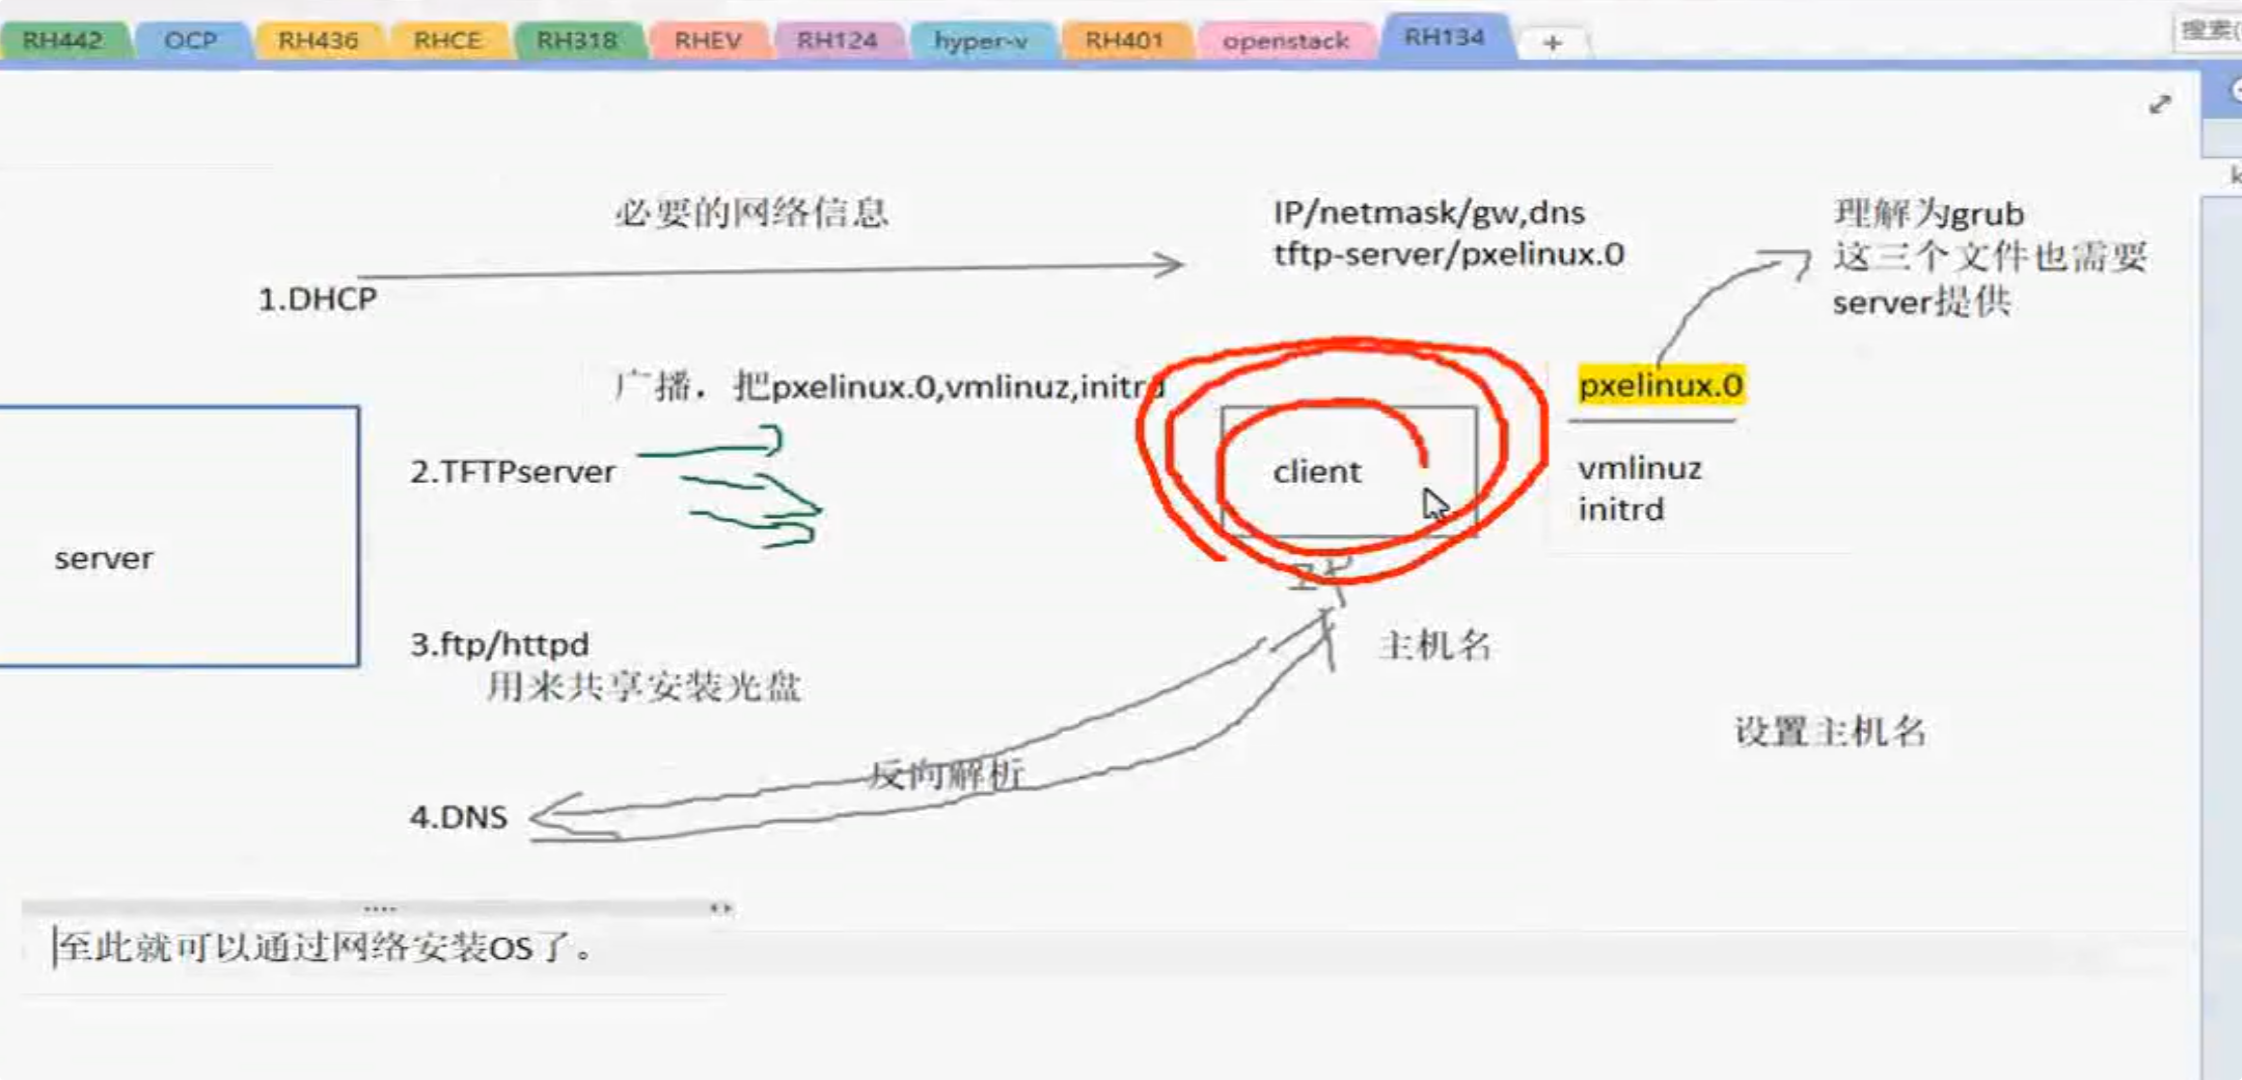 RH442 OCP RH436 RHCE RH318 RHEV RH124 hyper-v RH401 openstack RH134 +
搜索(
必要的网络信息
IP/netmask/gw,dns
tftp-server/pxelinux.0
理解为grub
这三个文件也需要
server提供
1.DHCP
广播．把pxelinux.0,vmlinuz,initrd
pxelinux.0
2.TFTPserver
client
vmlinuz
initrd
server
IP
3.ftp/httpd
用来共享安装光盘
主机名
设置主机名
反向解析
4.DNS
至此就可以通过网络安装OS了。